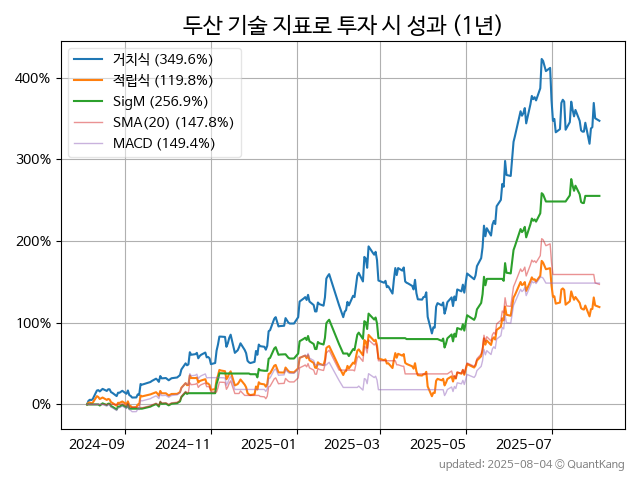 두산 기술 지표로 투자 시 성과 (1년)
거치식 (349.6%)
적립식 (119.8%)
SigM (256.9%)
SMA(20) (147.8%)
MACD (149.4%)
400%
300%
200%
100%
0%
2024-09
2024-11
2025-01
2025-03
2025-05
2025-07
updated: 2025-08-04 © QuantKang